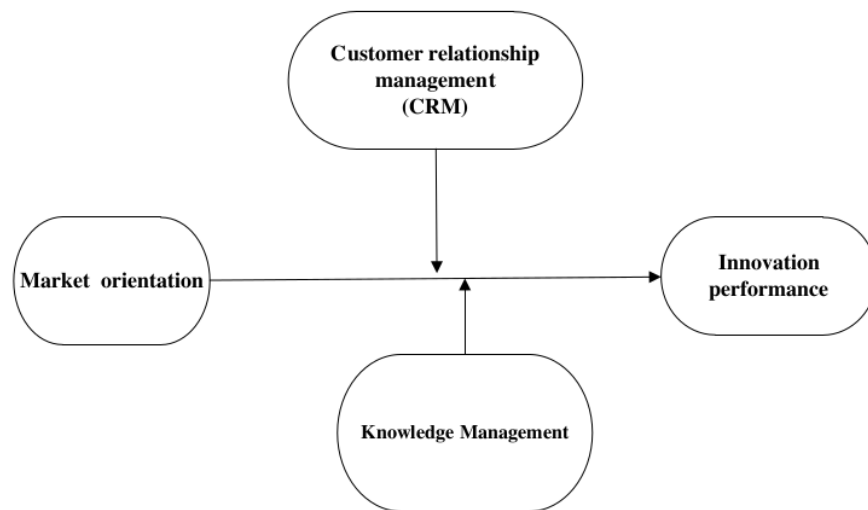 Customer relationship
management
(CRM)
Market orientation
Innovation
performance
Knowledge Management